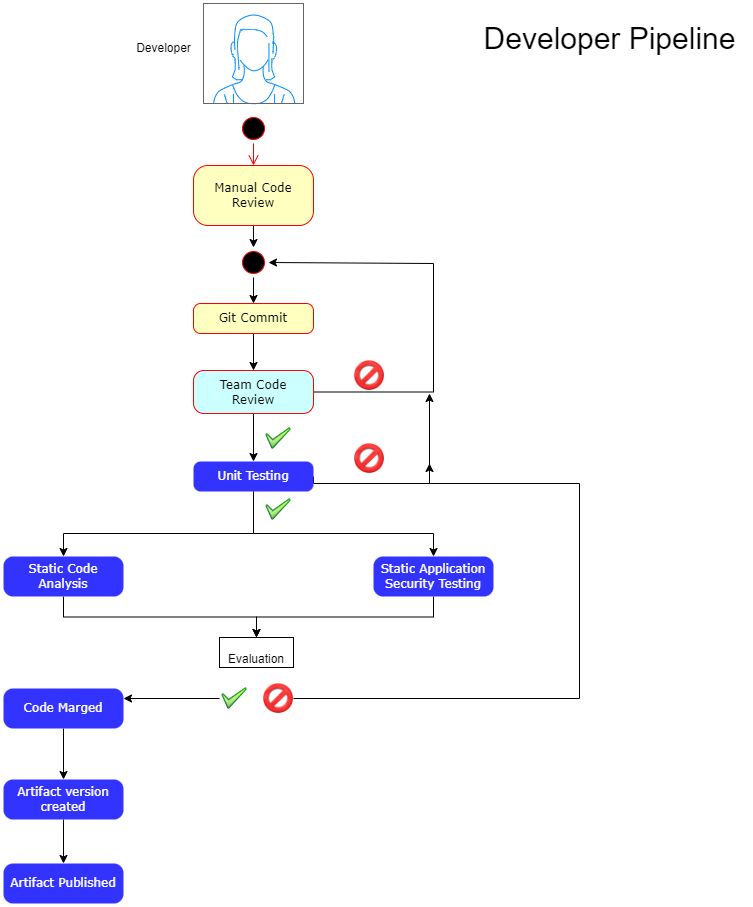 Developer
Developer Pipeline
Manual Code
Review
Git Commit
Team Code
Review
Unit Testing
Static Code
Analysis
Static Application
Security Testing
Evaluation
Code Marged
Artifact version
created
Artifact Published